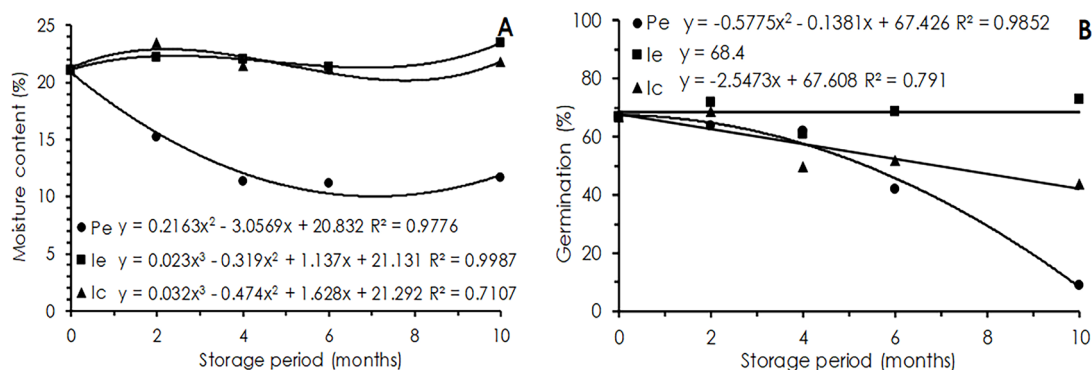 A
Moisture content (%)
25
20
15
10
5
0
Pe y = 0.2163x² - 3.0569x + 20.832 R² = 0.9776
Ie y = 0.023x³ - 0.319x² + 1.137x + 21.131 R² = 0.9987
Ic y = 0.032x³ - 0.474x² + 1.628x + 21.292 R² = 0.7107
0 2 4 6 8 10
Storage period (months)
B
Pe y = -0.5775x² - 0.1381x + 67.426 R² = 0.9852
Ie y = 68.4
Ic y = -2.5473x + 67.608 R² = 0.791
Germination (%)
100
80
60
40
20
0
0 2 4 6 8 10
Storage period (months)